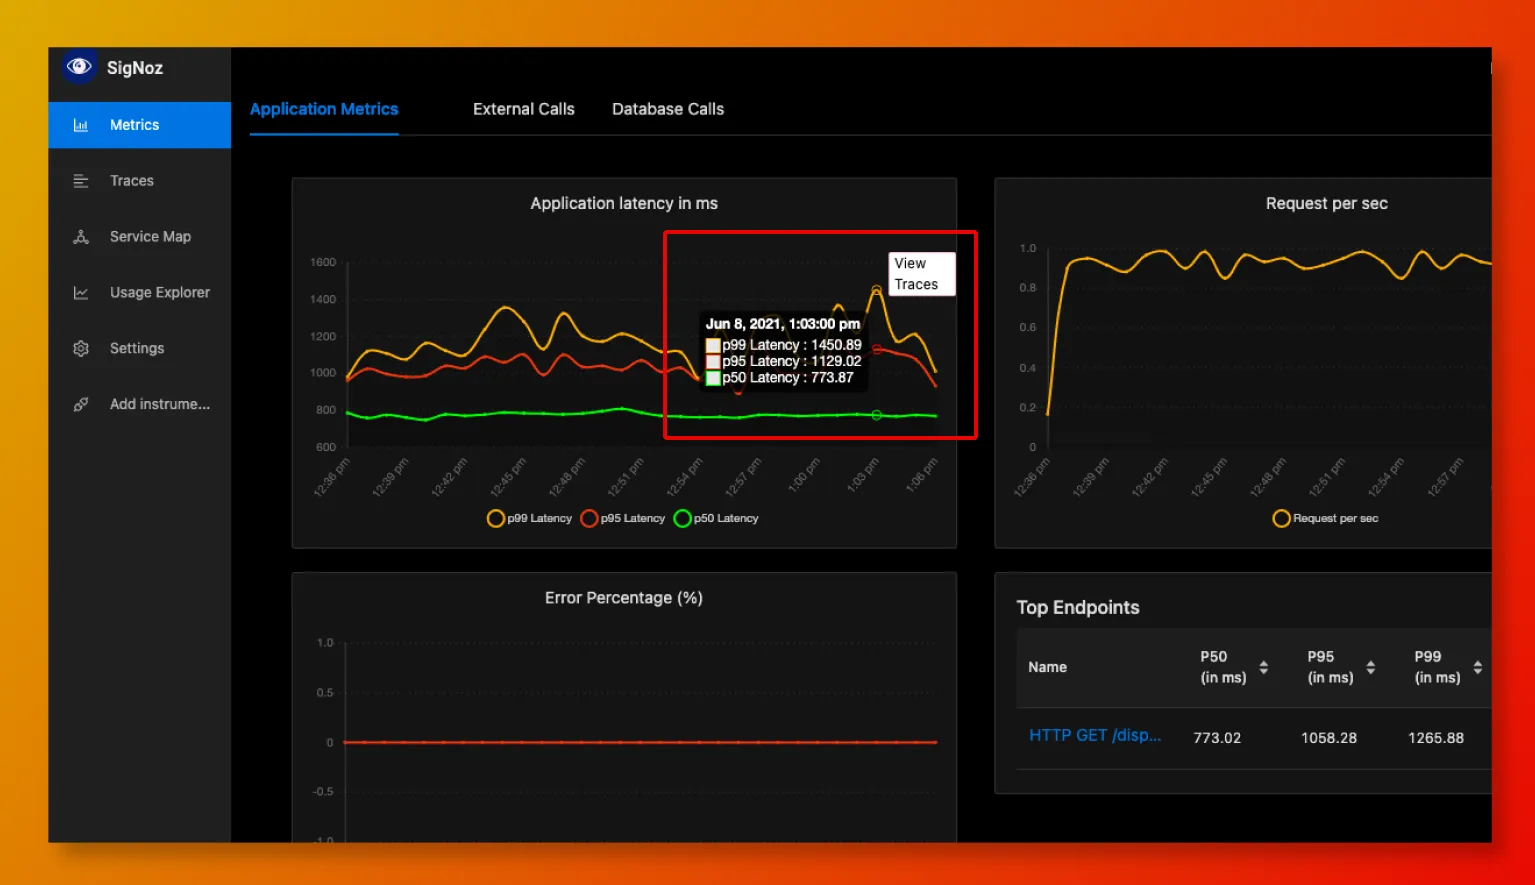 SigNoz
Metrics
Traces
Service Map
Usage Explorer
Settings
Add instrume...
Application Metrics
External Calls
Database Calls
Application latency in ms
1600
1400
1200
1000
800
600
View
Traces
Jun 8, 2021, 1:03:00 pm
p99 Latency : 1450.89
p95 Latency : 1129.02
p50 Latency : 773.87
12:36 pm
12:39 pm
12:42 pm
12:45 pm
12:48 pm
12:51 pm
12:54 pm
12:57 pm
1:00 pm
1:03 pm
1:06 pm
p99 Latency
p95 Latency
p50 Latency
Request per sec
1.0
0.8
0.6
0.4
0.2
0
12:36 pm
12:39 pm
12:42 pm
12:45 pm
12:48 pm
12:51 pm
12:54 pm
12:57 pm
Request per sec
Error Percentage (%)
1.0
0.5
0
-0.5
-1.0
Top Endpoints
Name
P50
(in ms)
P95
(in ms)
P99
(in ms)
HTTP GET /disp...
773.02
1058.28
1265.88